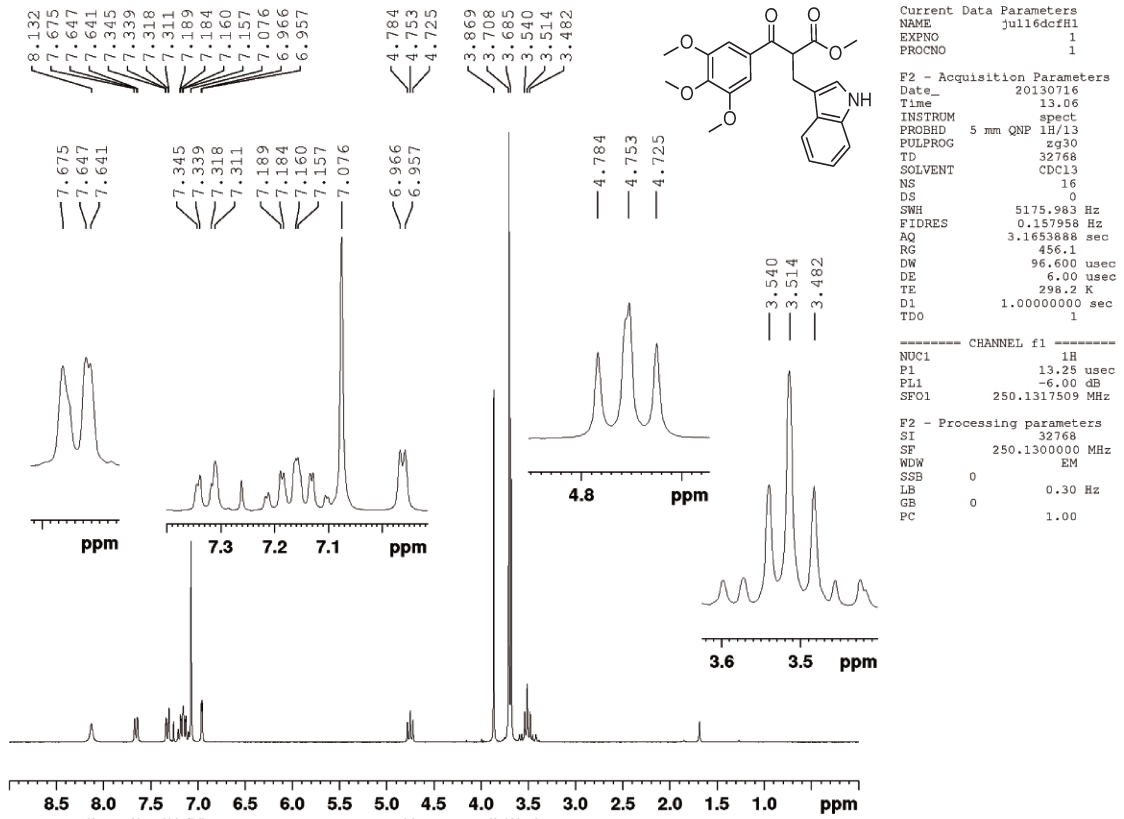 8.132
7.675
7.647
7.641
7.345
7.339
7.318
7.311
7.189
7.184
7.160
7.157
7.076
6.966
6.957
4.784
4.753
4.725
3.869
3.708
3.685
3.540
3.514
3.482
O O
O
O
O
O
NH
7.675
7.647
7.641
7.345
7.339
7.318
7.311
7.189
7.184
7.160
7.157
7.076
6.966
6.957
4.784
4.753
4.725
3.540
3.514
3.482
ppm
7.3 7.2 7.1 ppm
4.8 ppm
3.6 3.5 ppm
8.5 8.0 7.5 7.0 6.5 6.0 5.5 5.0 4.5 4.0 3.5 3.0 2.5 2.0 1.5 1.0 ppm
Current Data Parameters
NAME jul16dcfH1
EXPNO 1
PROCNO 1
F2 - Acquisition Parameters
Date_ 20130716
Time 13.06
INSTRUM spect
PROBHD 5 mm QNP 1H/13
PULPROG zg30
TD 32768
SOLVENT CDCl3
NS 16
DS 0
SWH 5175.983 Hz
FIDRES 0.157958 Hz
AQ 3.1653888 sec
RG 456.1
DW 96.600 usec
DE 6.00 usec
TE 298.2 K
D1 1.00000000 sec
TD0 1
======== CHANNEL f1 ========
NUC1 1H
P1 13.25 usec
PL1 -6.00 dB
SFO1 250.1317509 MHz
F2 - Processing parameters
SI 32768
SF 250.1300000 MHz
WDW EM
SSB 0
LB 0.30 Hz
GB 0
PC 1.00